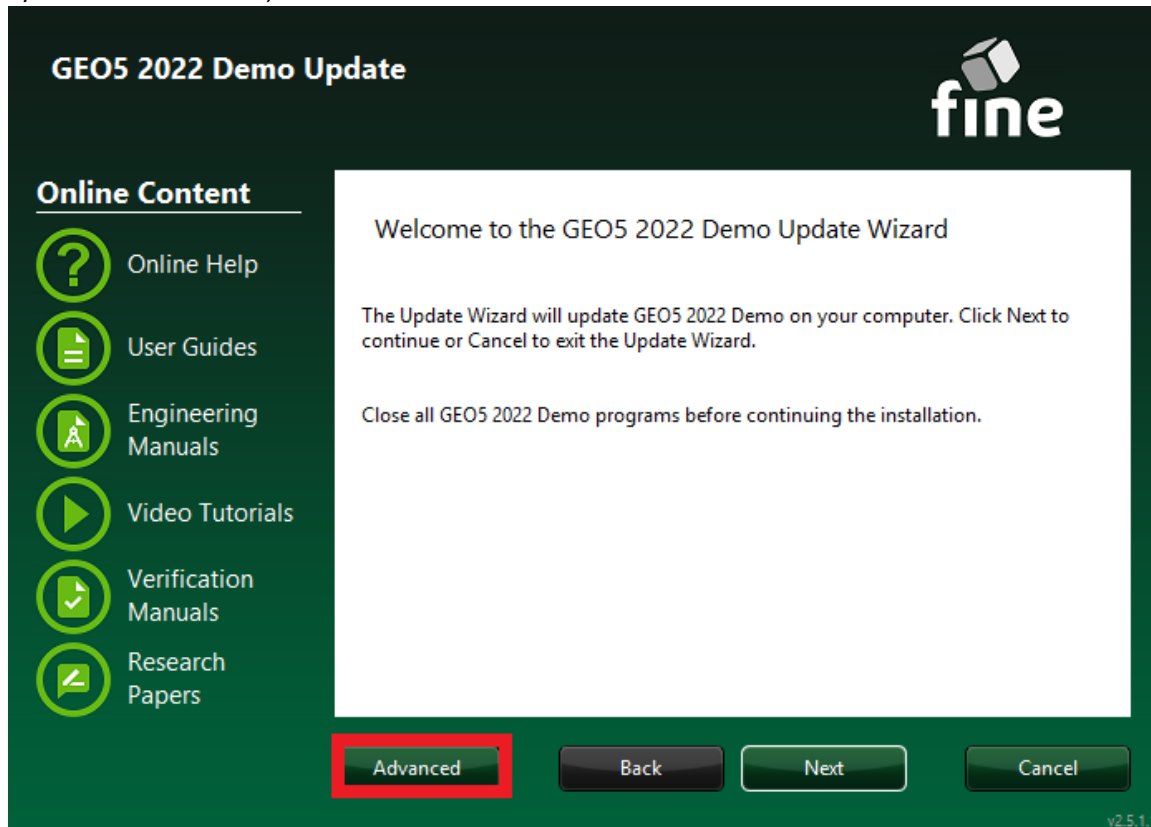 GEO5 2022 Demo Update
fine
Online Content
Online Help
User Guides
Engineering
Manuals
Video Tutorials
Verification
Manuals
Research
Papers
Welcome to the GEO5 2022 Demo Update Wizard
The Update Wizard will update GEO5 2022 Demo on your computer. Click Next to
continue or Cancel to exit the Update Wizard.
Close all GEO5 2022 Demo programs before continuing the installation.
Advanced
Back
Next
Cancel
v2.5.1.